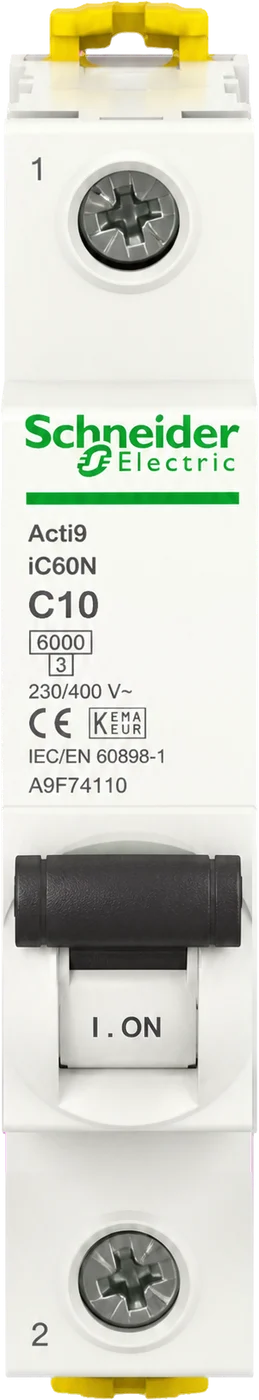 1
Schneider
Electric
Acti9
iC60N
C10
6000
3
230/400 V~
CE KEMA
KEUR
IEC/EN 60898-1
A9F74110
I . ON
2